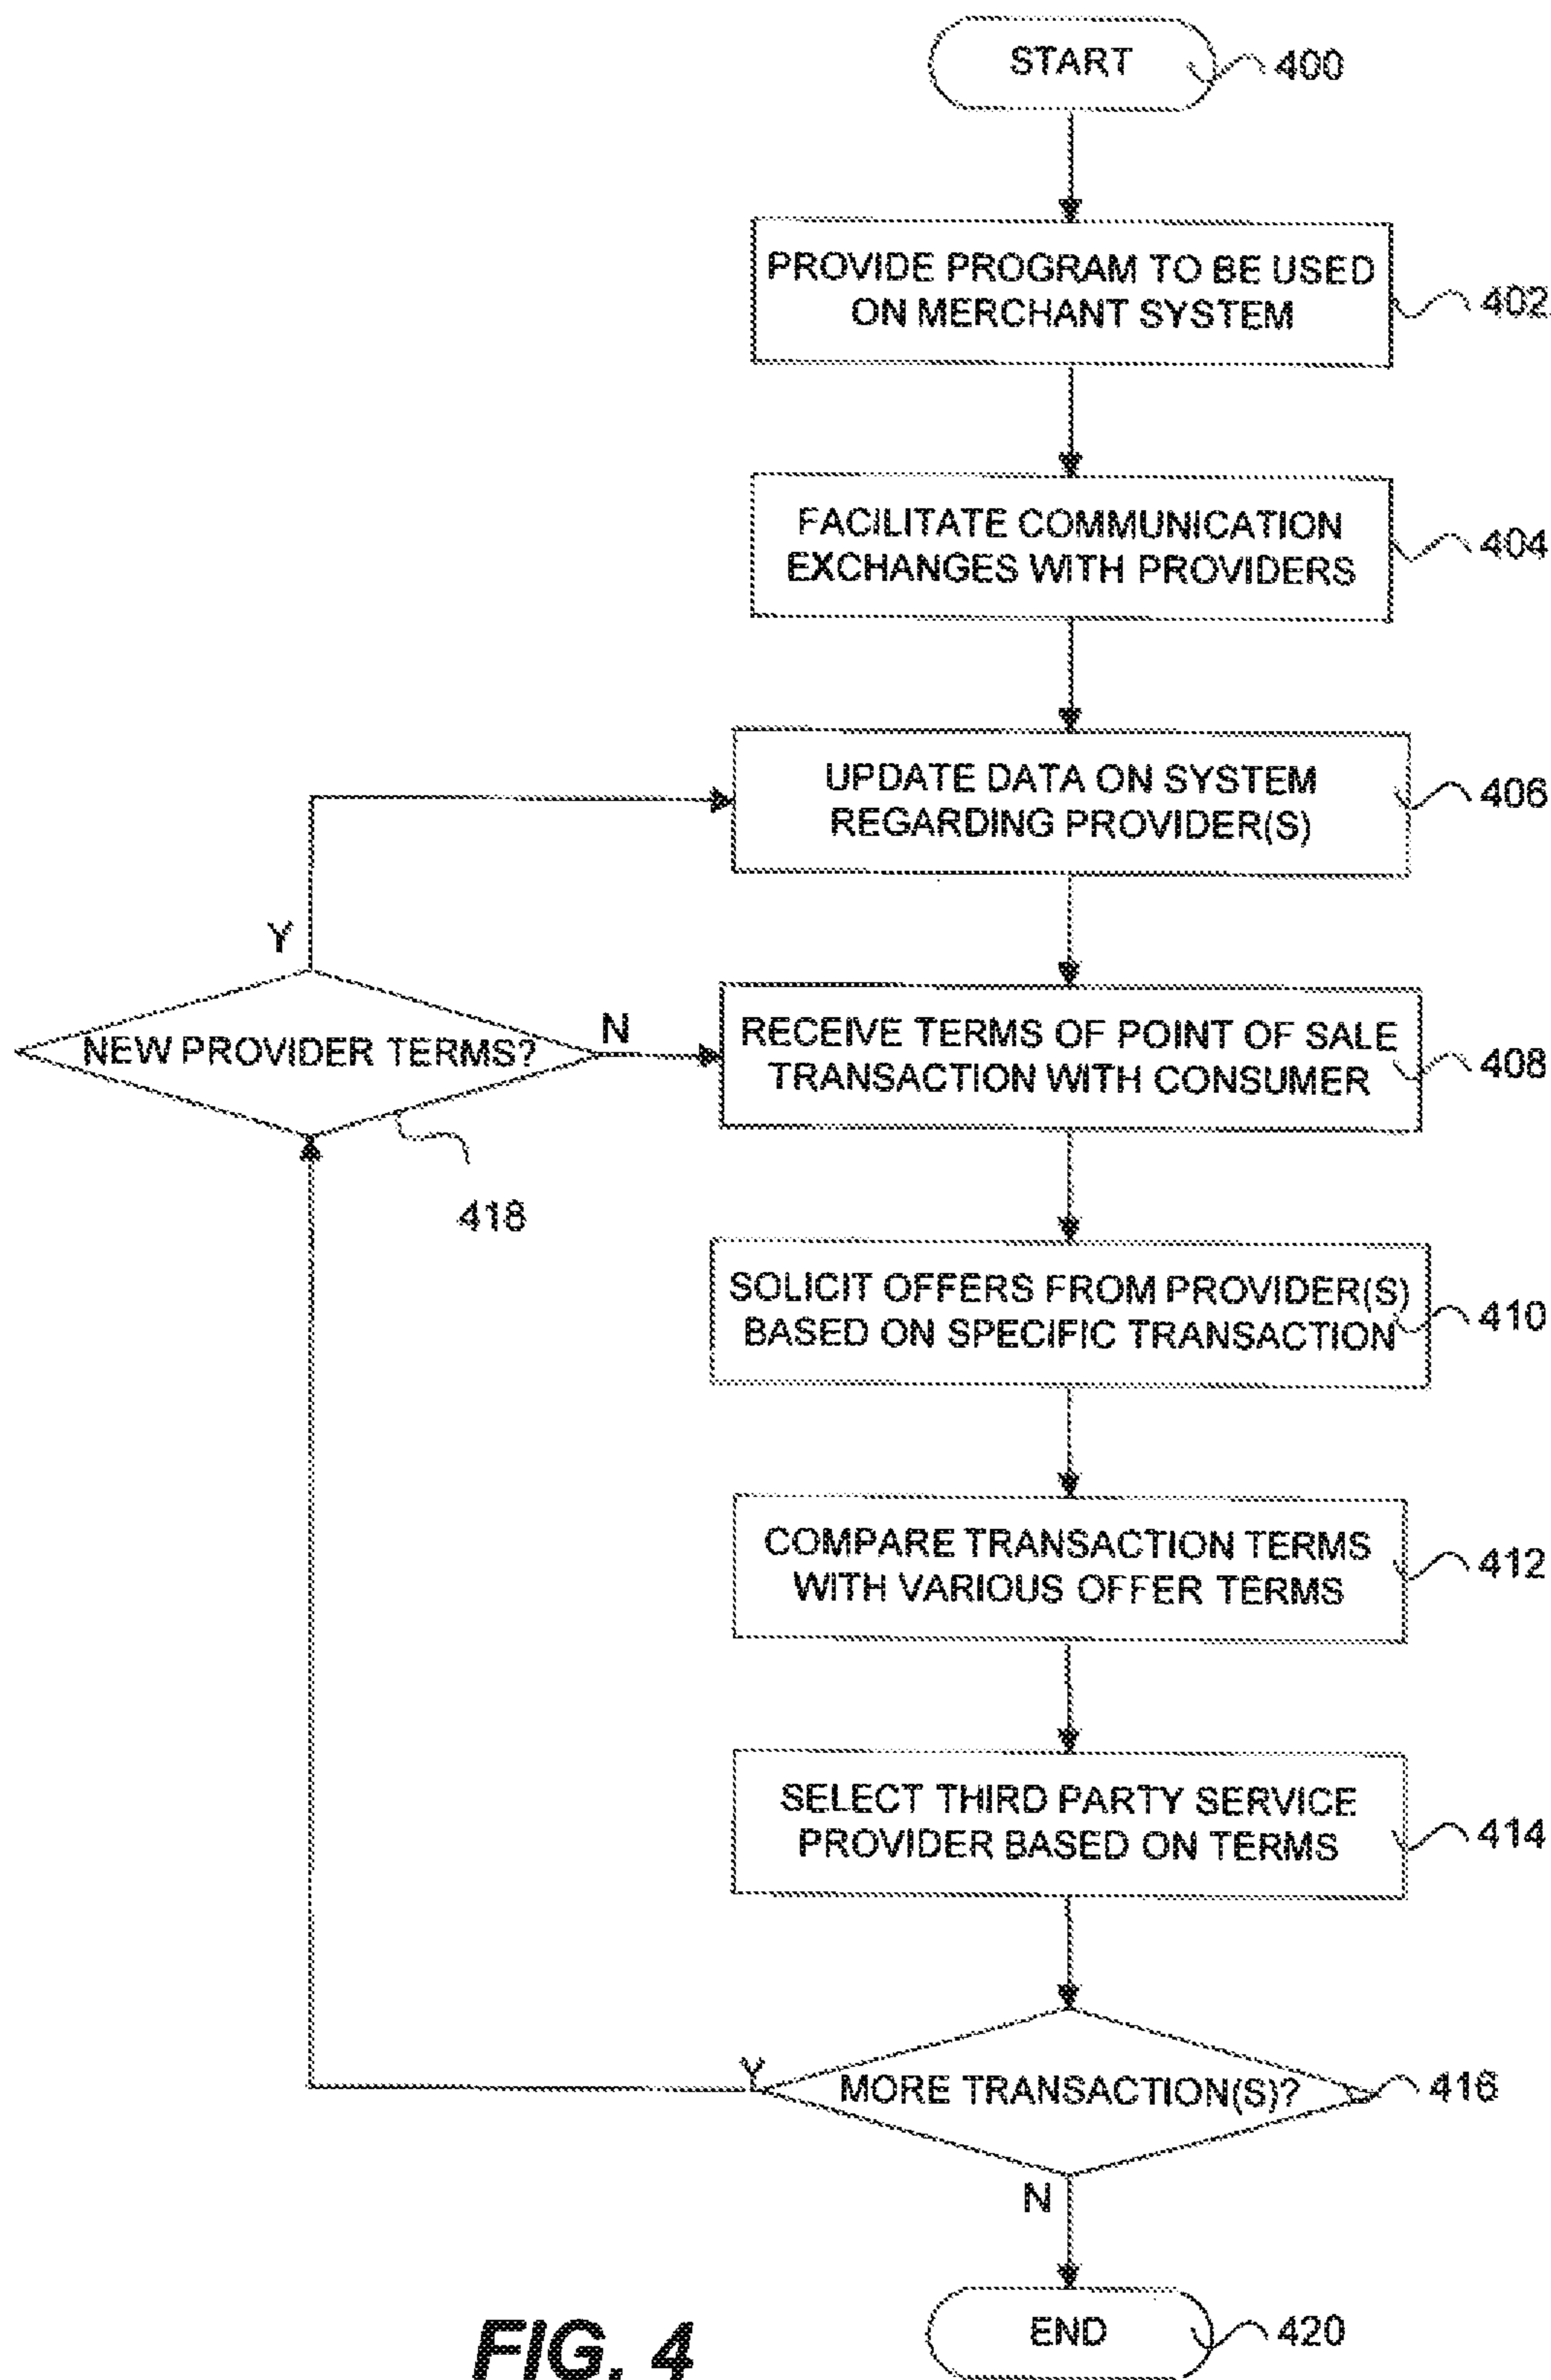 START
400
PROVIDE PROGRAM TO BE USED
ON MERCHANT SYSTEM
402
FACILITATE COMMUNICATION
EXCHANGES WITH PROVIDERS
404
UPDATE DATA ON SYSTEM
REGARDING PROVIDER(S)
406
Y
NEW PROVIDER TERMS?
N
418
RECEIVE TERMS OF POINT OF SALE
TRANSACTION WITH CONSUMER
408
SOLICIT OFFERS FROM PROVIDER(S)
BASED ON SPECIFIC TRANSACTION
410
COMPARE TRANSACTION TERMS
WITH VARIOUS OFFER TERMS
412
SELECT THIRD PARTY SERVICE
PROVIDER BASED ON TERMS
414
Y
MORE TRANSACTION(S)?
416
N
END
420
FIG. 4